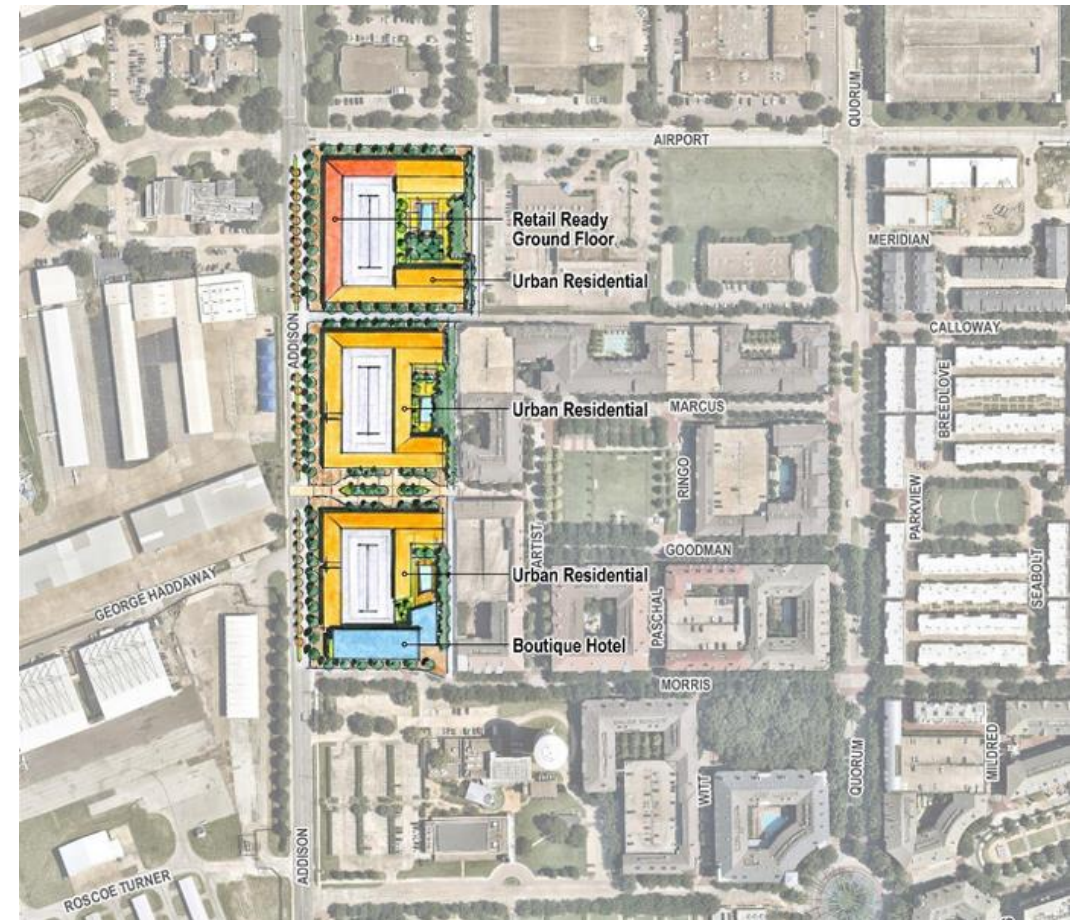 QUORUM
AIRPORT
Retail Ready
Ground Floor
MERIDIAN
Urban Residential
ADDISON
CALLOWAY
BREEDLOVE
Urban Residential
MARCUS
RINGO
PARKVIEW
ARTIST
GOODMAN
SEABOLT
Urban Residential
GEORGE HADDAWAY
PASCHAL
Boutique Hotel
MORRIS
MILDRED
QUORUM
WITT
ADDISON
ROSCOE TURNER